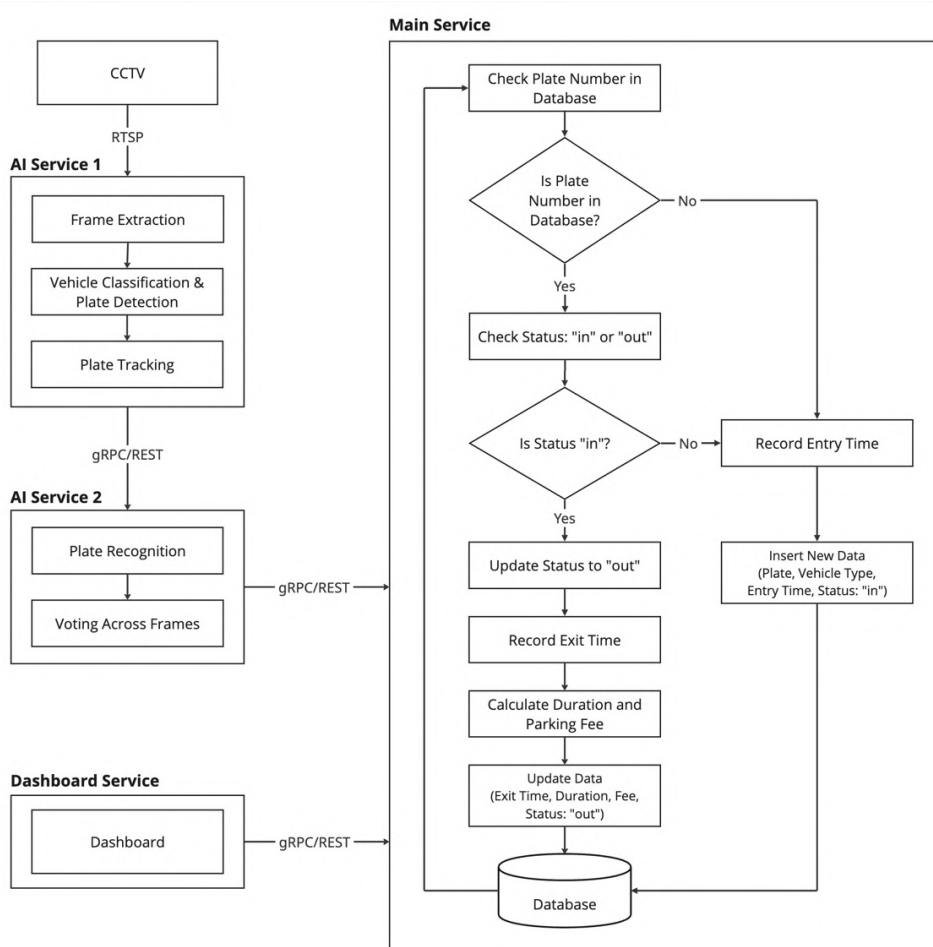 CCTV
RTSP
AI Service 1
Frame Extraction
Vehicle Classification &
Plate Detection
Plate Tracking
gRPC/REST
AI Service 2
Plate Recognition
Voting Across Frames
gRPC/REST
Dashboard Service
Dashboard
gRPC/REST
Main Service
Check Plate Number in
Database
Is Plate
Number in
Database?
No
Yes
Check Status: "in" or "out"
Is Status "in"?
No
Record Entry Time
Yes
Insert New Data
(Plate, Vehicle Type,
Entry Time, Status: "in")
Update Status to "out"
Record Exit Time
Calculate Duration and
Parking Fee
Update Data
(Exit Time, Duration, Fee,
Status: "out")
Database